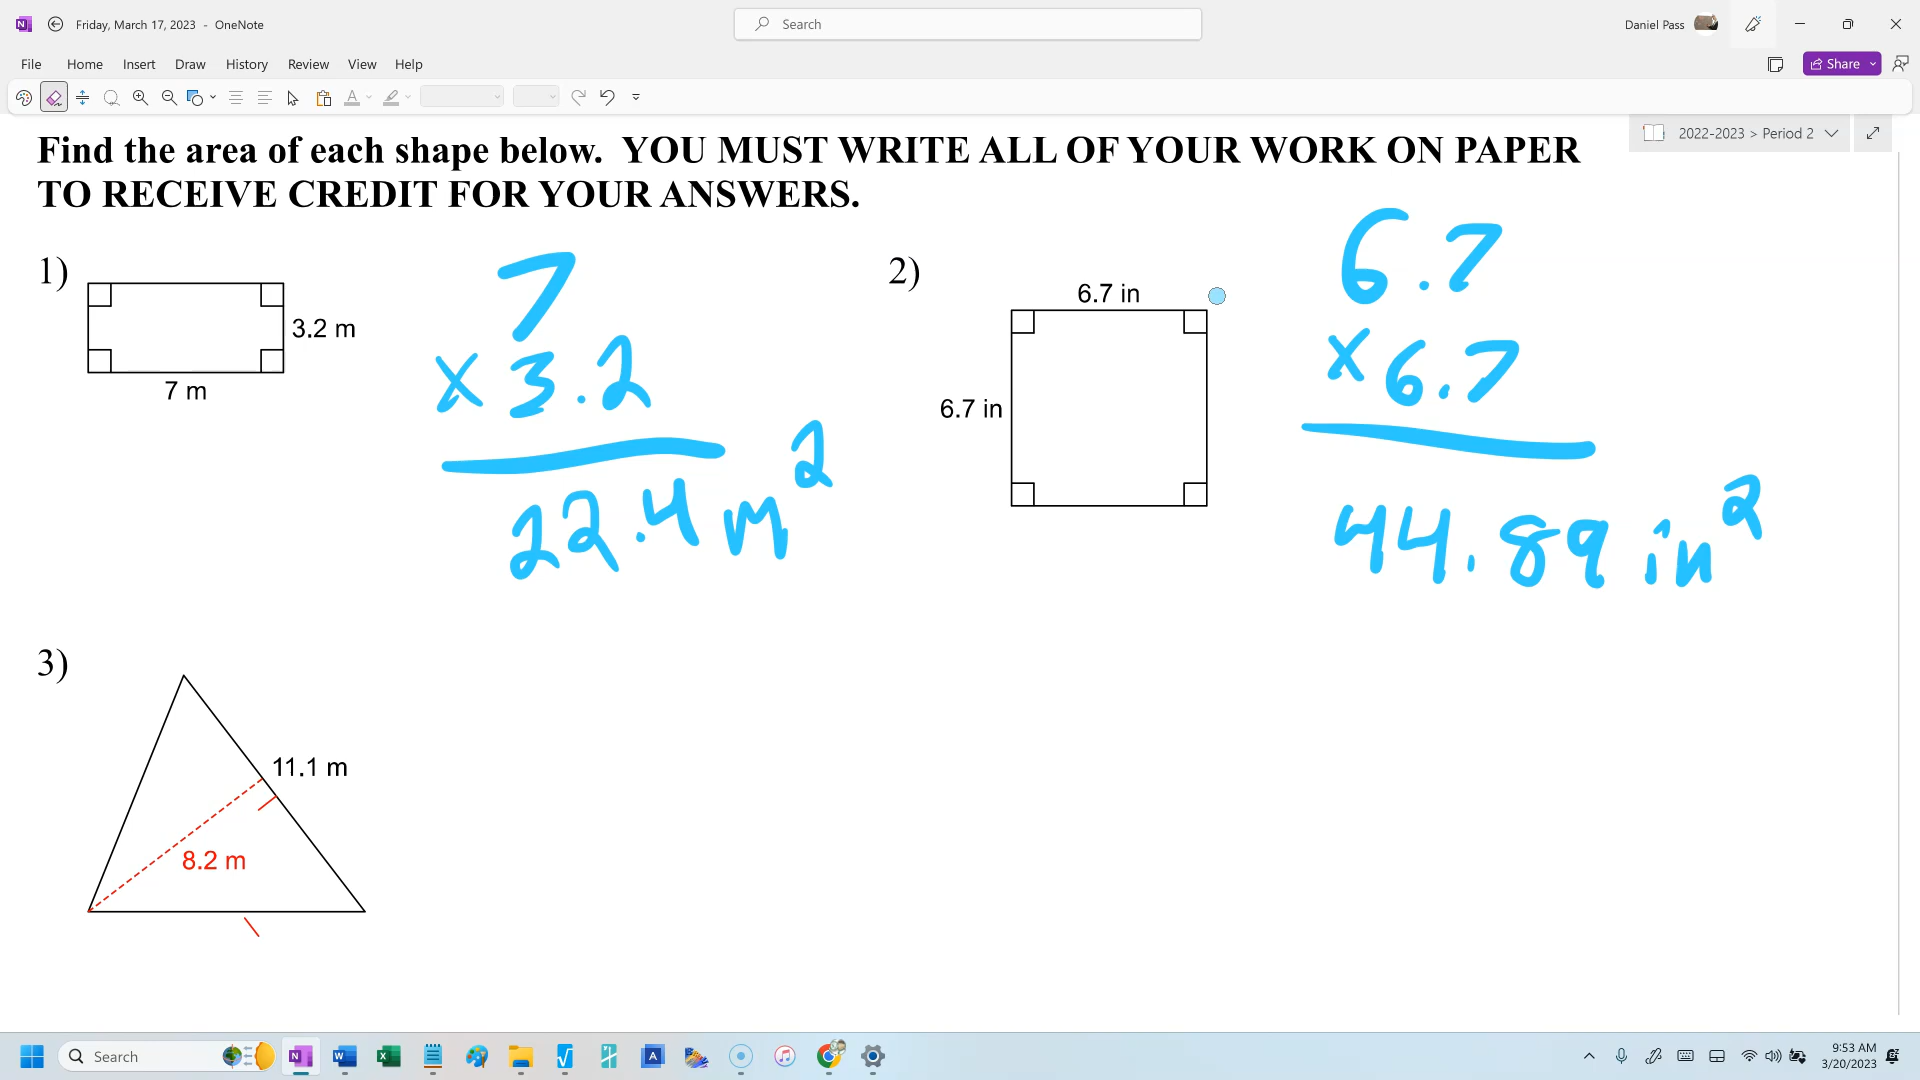 Friday, March 17, 2023 - OneNote
Search
Daniel Pass
File Home Insert Draw History Review View Help
Share
2022-2023 > Period 2
Find the area of each shape below. YOU MUST WRITE ALL OF YOUR WORK ON PAPER
TO RECEIVE CREDIT FOR YOUR ANSWERS.
1)
3.2 m
7 m
7
x 3.2
22.4 m²
2)
6.7 in
6.7 in
6.7
x 6.7
44.89 in²
3)
11.1 m
8.2 m
Search
9:53 AM
3/20/2023